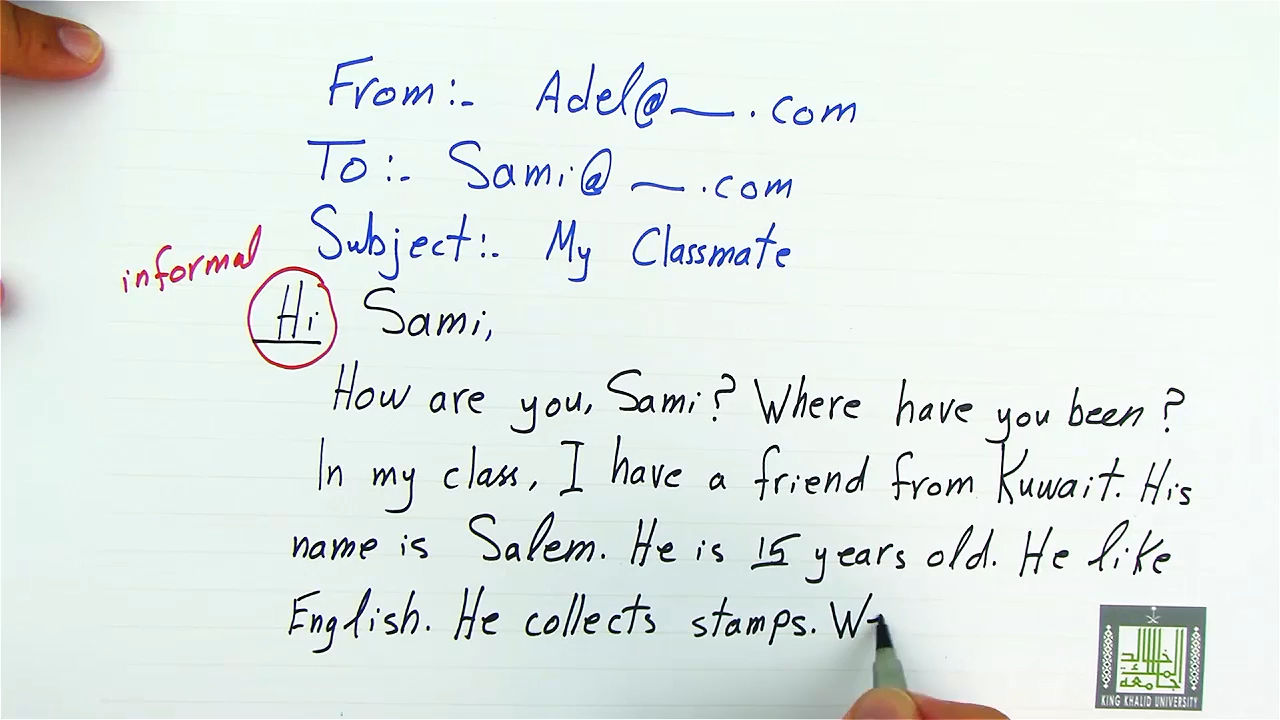 From:- Adel@___.com
To:- Sami@ __.com
Subject:- My Classmate
informal
Hi Sami,
How are you, Sami? Where have you been?
In my class, I have a friend from Kuwait. His
name is Salem. He is 15 years old. He like
English. He collects stamps.
KING KHALID UNIVERSITY